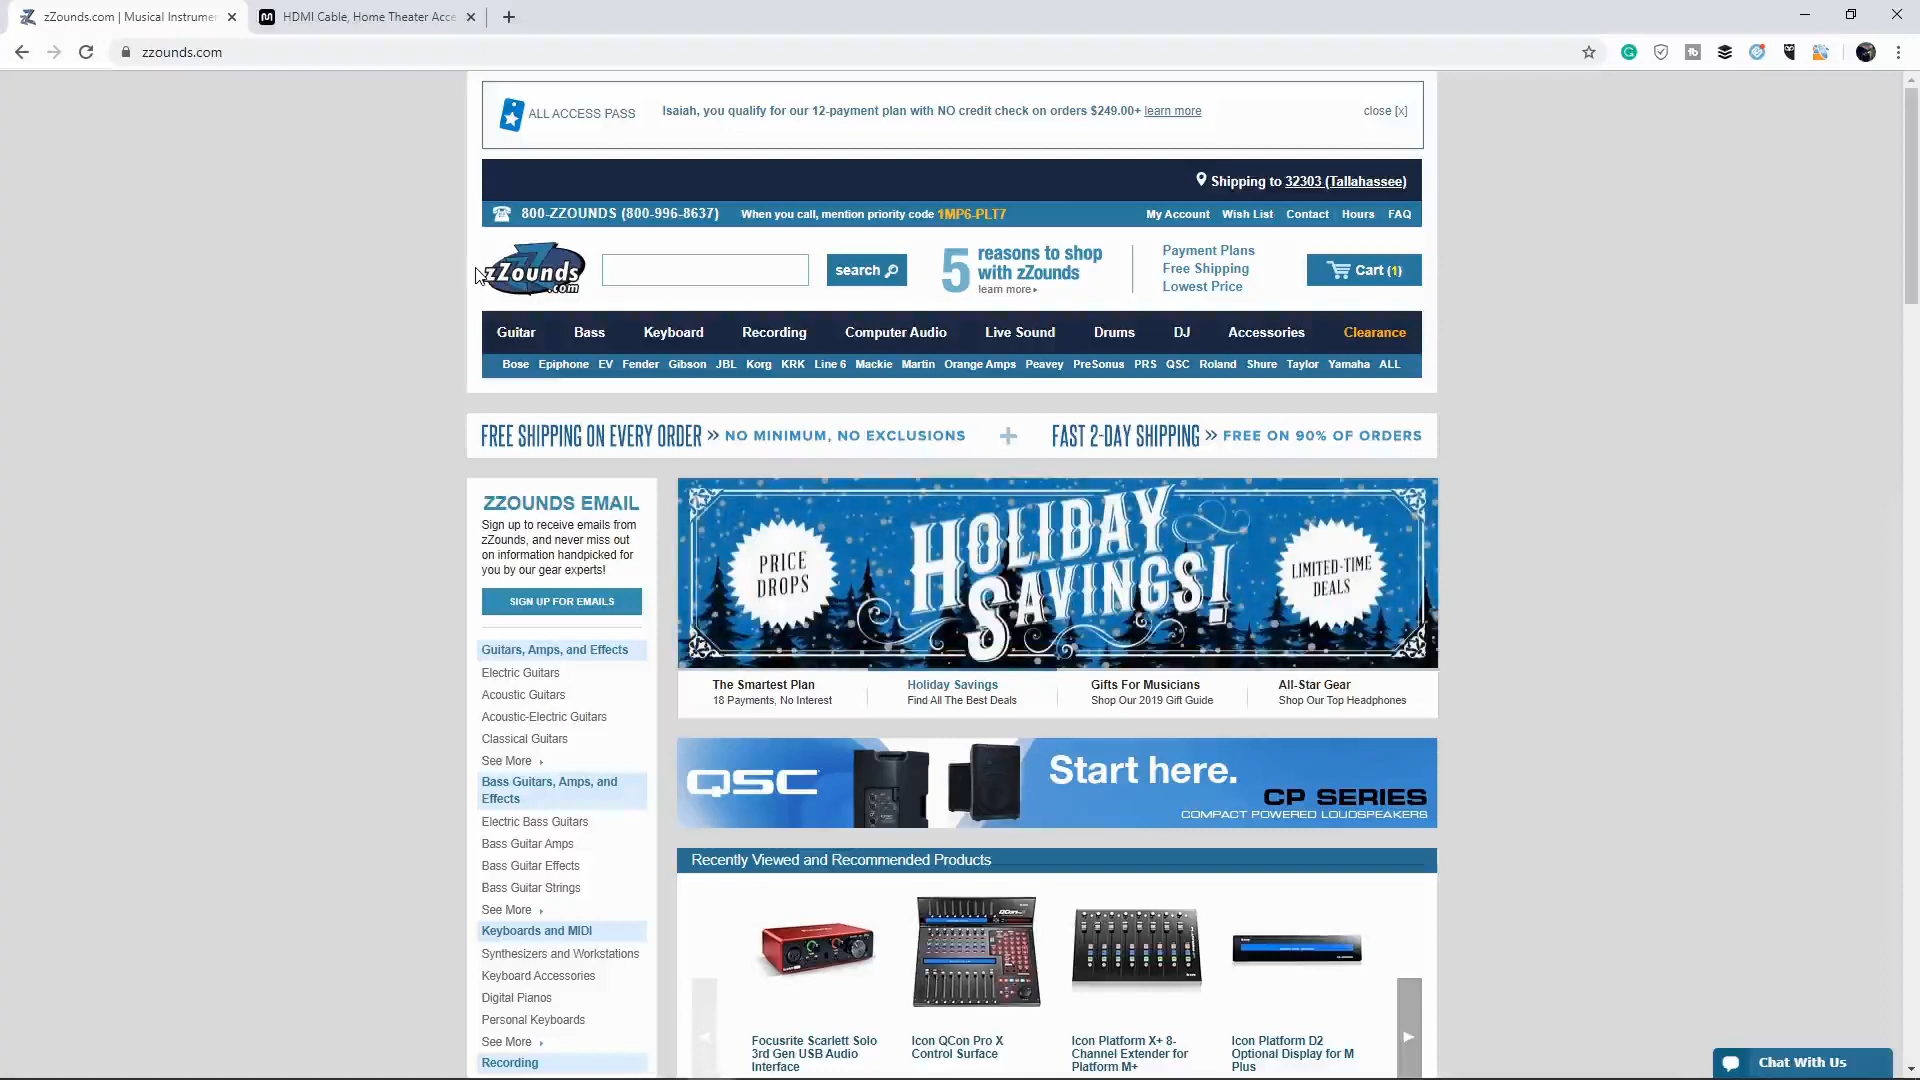 zZounds.com | Musical Instrumen
HDMI Cable, Home Theater Acce
zzounds.com
ALL ACCESS PASS
Isaiah, you qualify for our 12-payment plan with NO credit check on orders $249.00+ learn more
close [x]
Shipping to 32303 (Tallahassee)
800-ZZOUNDS (800-996-8637)
When you call, mention priority code 1MP6-PLT7
My Account Wish List Contact Hours FAQ
zZounds
.com
search
5 reasons to shop
with zZounds
learn more
Payment Plans
Free Shipping
Lowest Price
Cart (1)
Guitar Bass Keyboard Recording Computer Audio Live Sound Drums DJ Accessories Clearance
Bose Epiphone EV Fender Gibson JBL Korg KRK Line 6 Mackie Martin Orange Amps Peavey PreSonus PRS QSC Roland Shure Taylor Yamaha ALL
FREE SHIPPING ON EVERY ORDER » NO MINIMUM, NO EXCLUSIONS + FAST 2-DAY SHIPPING » FREE ON 90% OF ORDERS
ZZOUNDS EMAIL
Sign up to receive emails from
zZounds, and never miss out
on information handpicked for
you by our gear experts!
SIGN UP FOR EMAILS
Guitars, Amps, and Effects
Electric Guitars
Acoustic Guitars
Acoustic-Electric Guitars
Classical Guitars
See More
Bass Guitars, Amps, and
Effects
Electric Bass Guitars
Bass Guitar Amps
Bass Guitar Effects
Bass Guitar Strings
See More
Keyboards and MIDI
Synthesizers and Workstations
Keyboard Accessories
Digital Pianos
Personal Keyboards
See More
Recording
PRICE
DROPS
HOLIDAY
SAVINGS!
LIMITED-TIME
DEALS
The Smartest Plan
18 Payments, No Interest
Holiday Savings
Find All The Best Deals
Gifts For Musicians
Shop Our 2019 Gift Guide
All-Star Gear
Shop Our Top Headphones
QSC
Start here.
CP SERIES
COMPACT POWERED LOUDSPEAKERS
Recently Viewed and Recommended Products
Focusrite Scarlett Solo
3rd Gen USB Audio
Interface
Icon QCon Pro X
Control Surface
Icon Platform X+ 8-
Channel Extender for
Platform M+
Icon Platform D2
Optional Display for M
Plus
Chat With Us